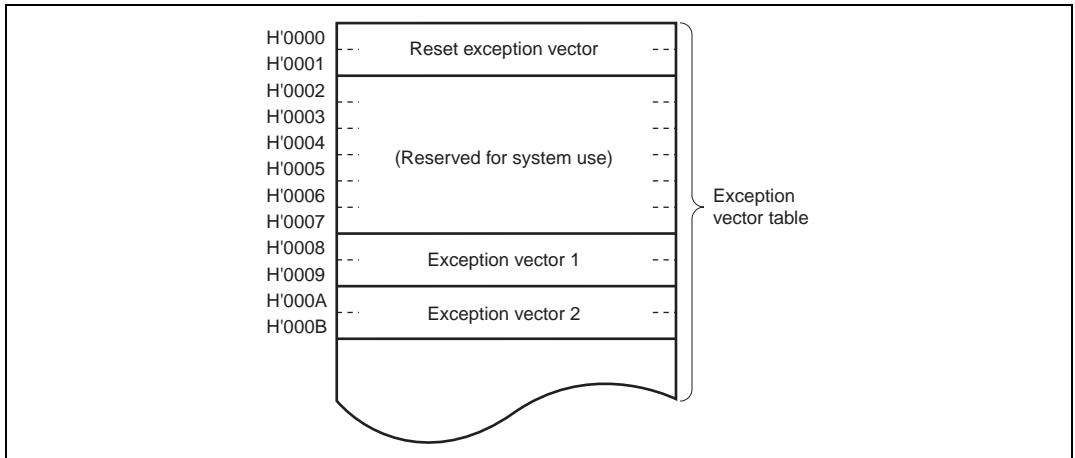 H'0000
H'0001
Reset exception vector
H'0002
H'0003
H'0004
H'0005
H'0006
H'0007
(Reserved for system use)
H'0008
H'0009
Exception vector 1
H'000A
H'000B
Exception vector 2
Exception
vector table